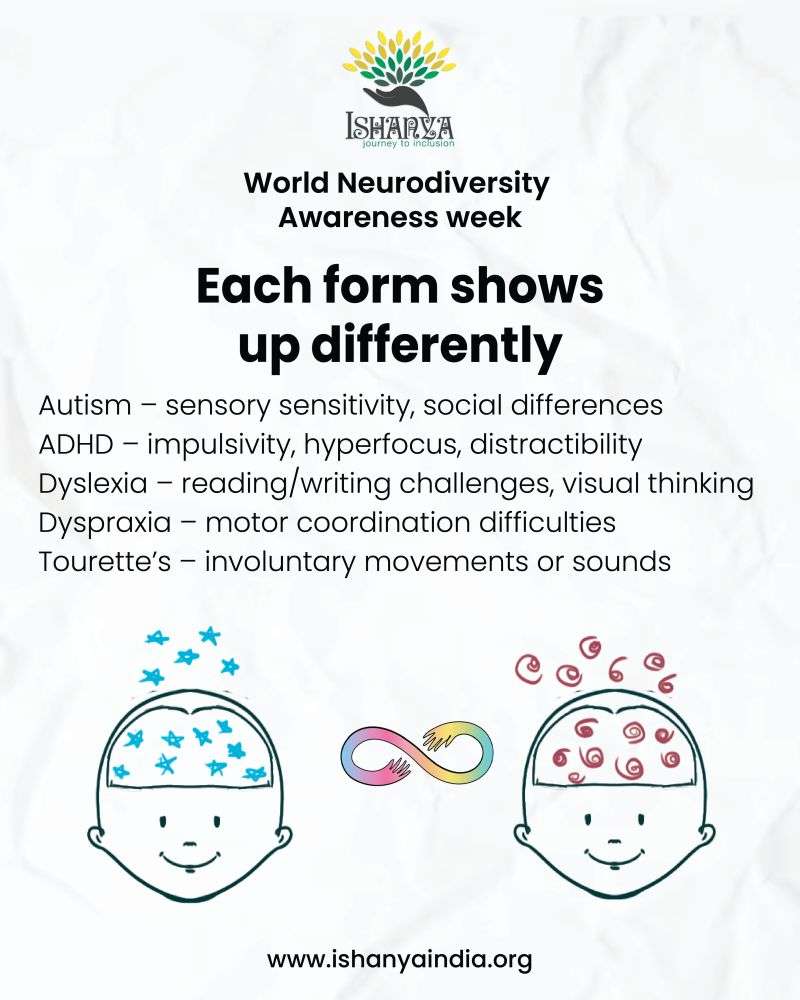 ISHANYA
journey to inclusion
World Neurodiversity
Awareness week
Each form shows
up differently
Autism – sensory sensitivity, social differences
ADHD – impulsivity, hyperfocus, distractibility
Dyslexia – reading/writing challenges, visual thinking
Dyspraxia – motor coordination difficulties
Tourette’s – involuntary movements or sounds
www.ishanyaindia.org